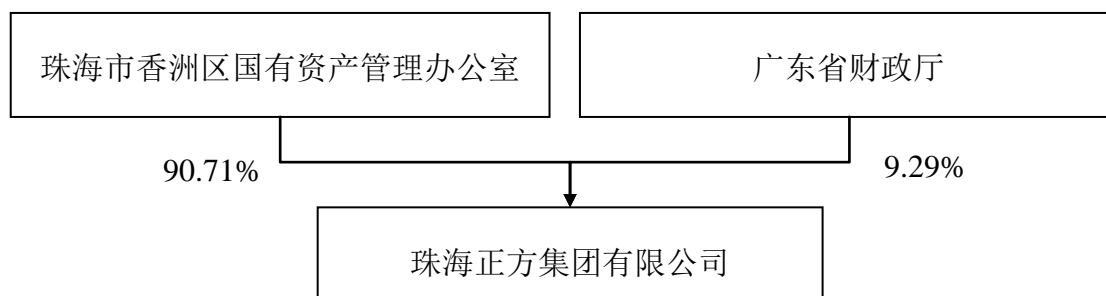 珠海市香洲区国有资产管理办公室
广东省财政厅
90.71%
9.29%
珠海正方集团有限公司